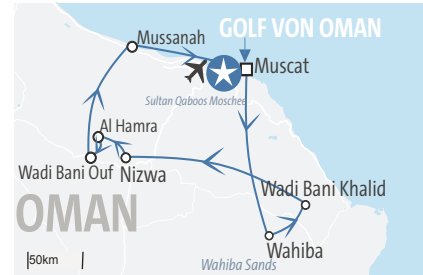 GOLF VON OMAN
Mussanah
Muscat
Sultan Qaboos Moschee
Al Hamra
Wadi Bani Ouf
Nizwa
Wadi Bani Khalid
OMAN
Wahiba
50km
Wahiba Sands